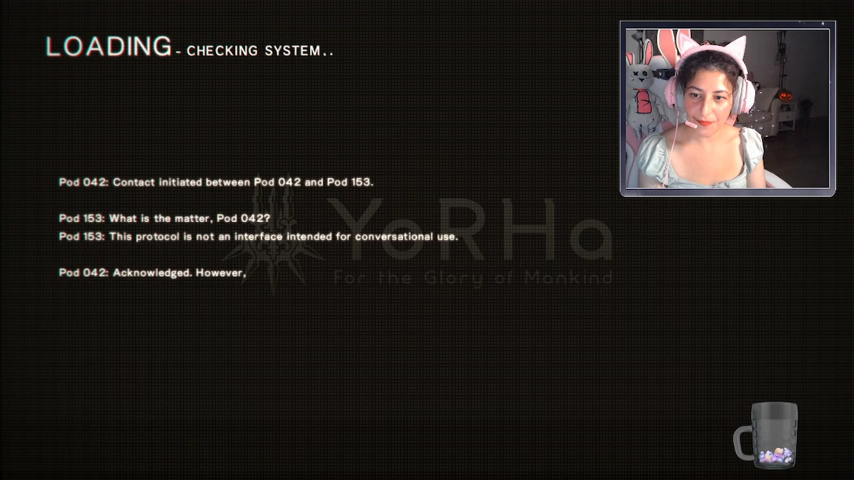 LOADING - CHECKING SYSTEM..
Pod 042: Contact initiated between Pod 042 and Pod 153.
Pod 153: What is the matter, Pod 042?
Pod 153: This protocol is not an interface intended for conversational use.
Pod 042: Acknowledged. However,
YoRHa
For the Glory of Mankind